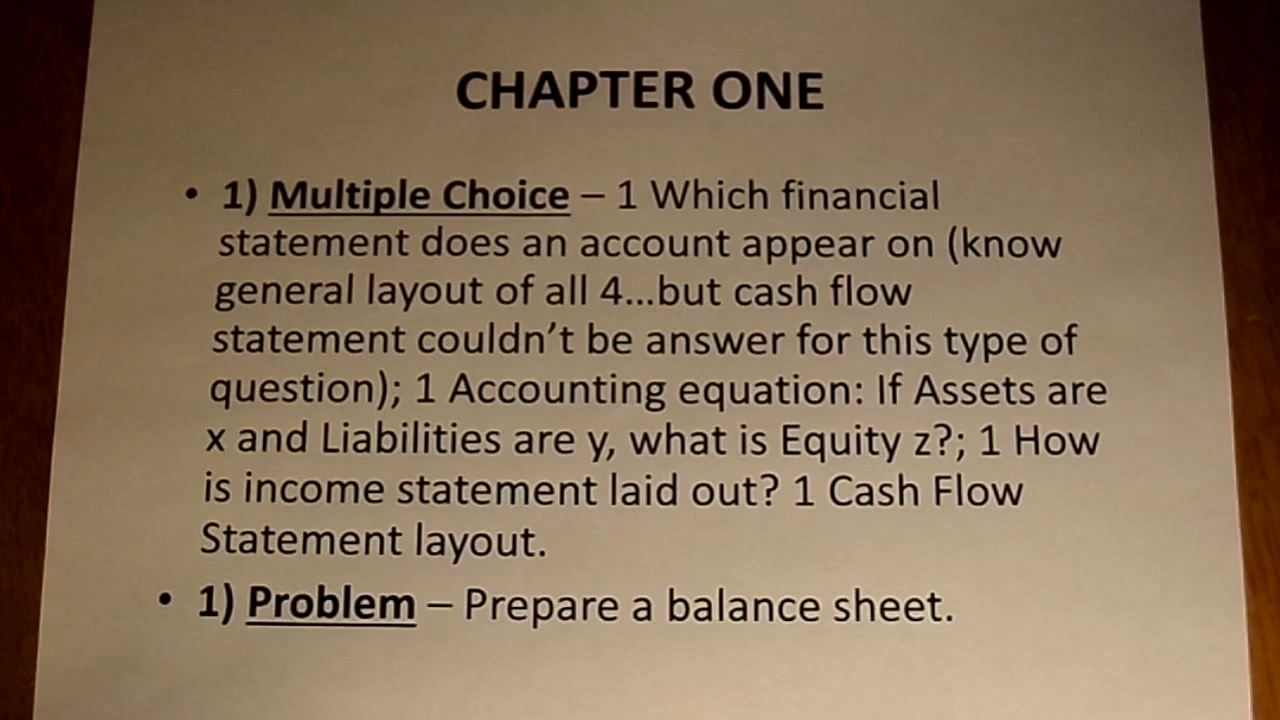 CHAPTER ONE
• 1) Multiple Choice – 1 Which financial
statement does an account appear on (know
general layout of all 4...but cash flow
statement couldn’t be answer for this type of
question); 1 Accounting equation: If Assets are
x and Liabilities are y, what is Equity z?; 1 How
is income statement laid out? 1 Cash Flow
Statement layout.
• 1) Problem – Prepare a balance sheet.